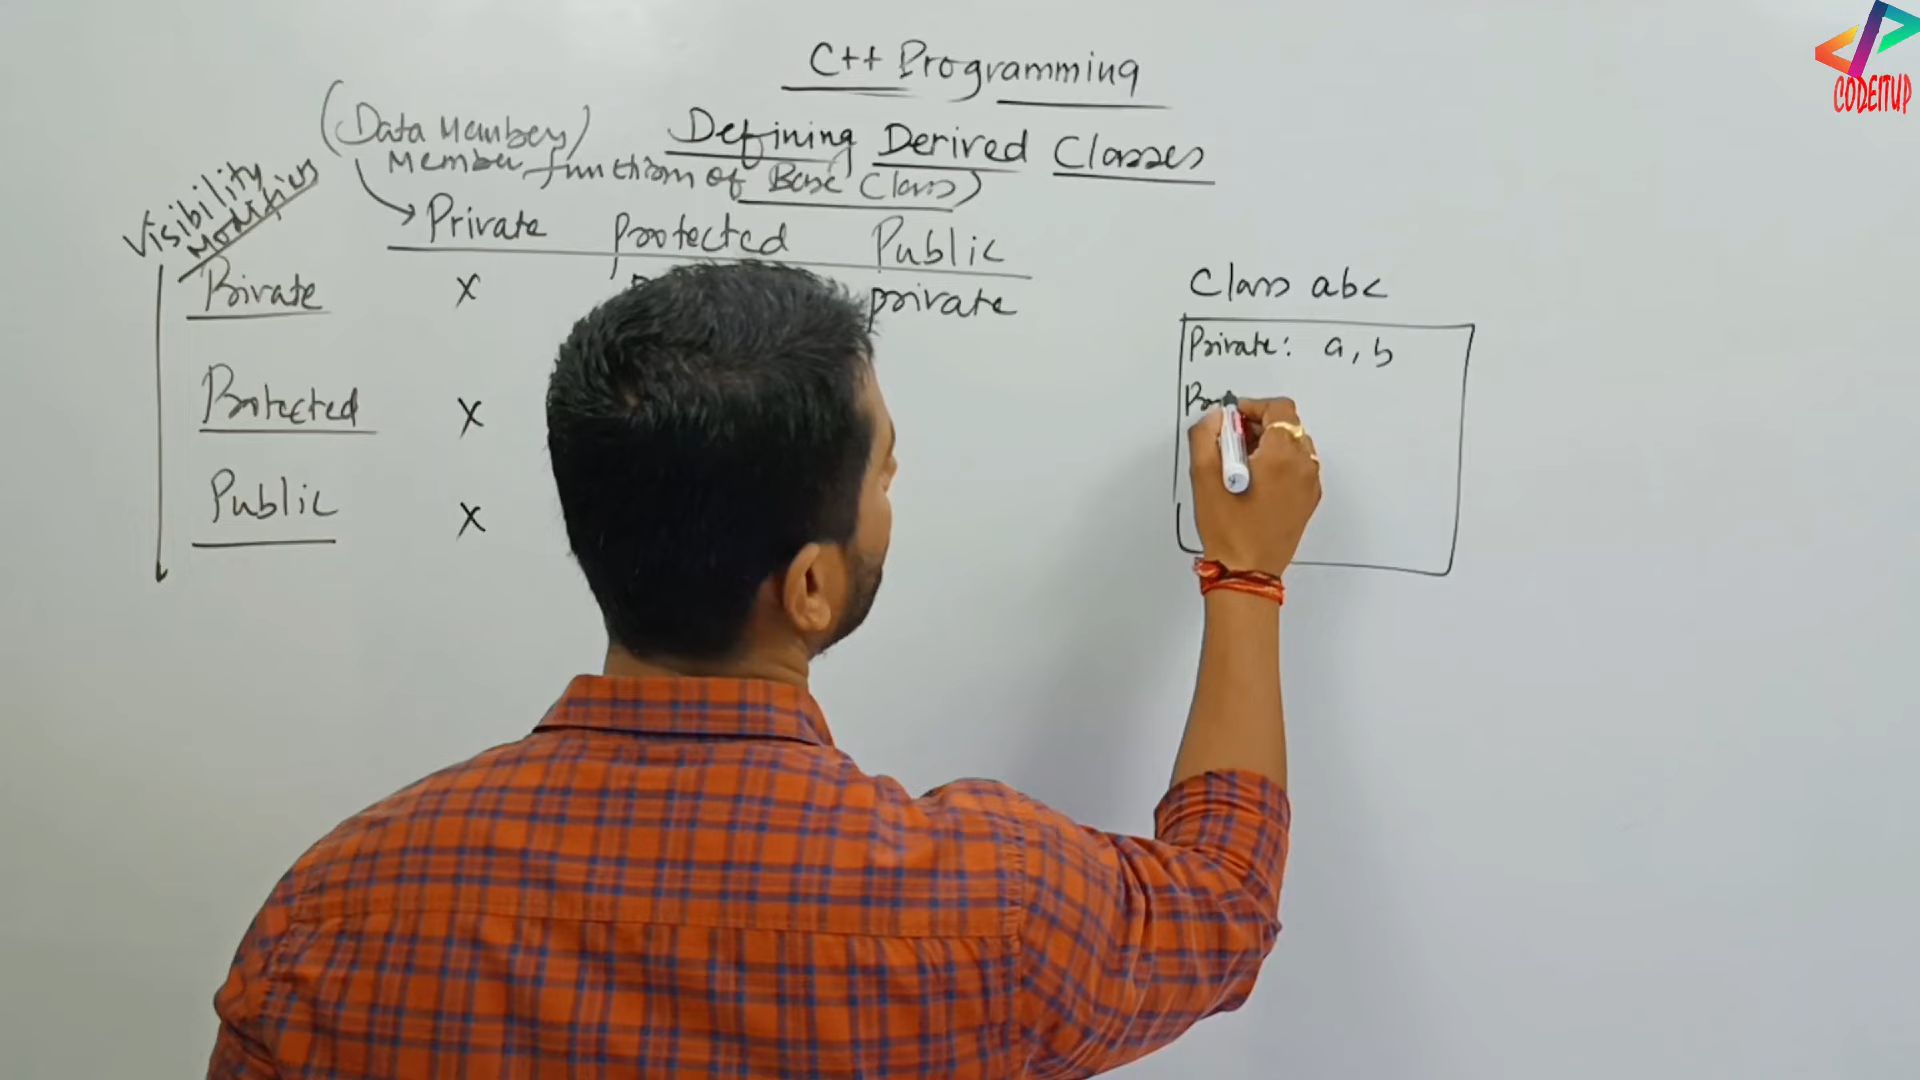 CODEITUP
C++ Programming
Defining Derived Classes
(Data Members)
Member functions of Base Class)
Visibility
Modifiers
Private Protected Public
Private X private
Protected X
Public X
Class abc
Private: a, b